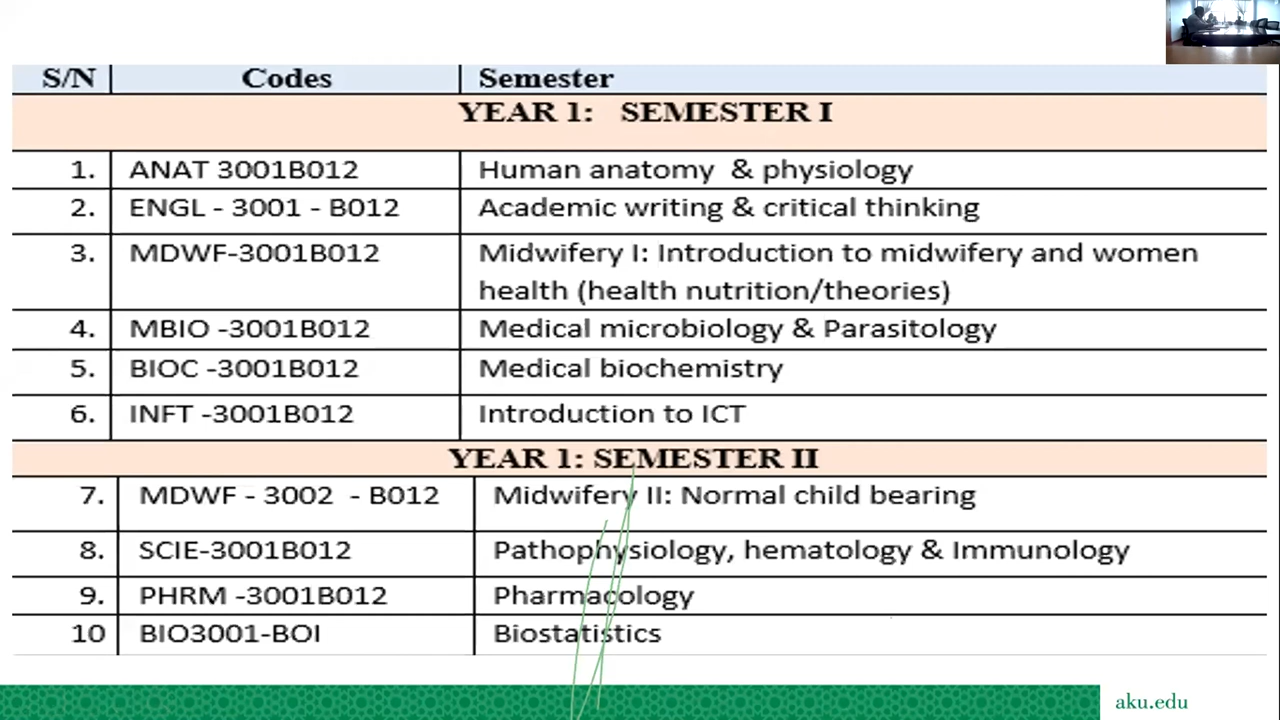 S/N Codes Semester
YEAR 1: SEMESTER I
1. ANAT 3001B012 Human anatomy & physiology
2. ENGL - 3001 - B012 Academic writing & critical thinking
3. MDWF-3001B012 Midwifery I: Introduction to midwifery and women
health (health nutrition/theories)
4. MBIO -3001B012 Medical microbiology & Parasitology
5. BIOC -3001B012 Medical biochemistry
6. INFT -3001B012 Introduction to ICT
YEAR 1: SEMESTER II
7. MDWF - 3002 - B012 Midwifery II: Normal child bearing
8. SCIE-3001B012 Pathophysiology, hematology & Immunology
9. PHRM -3001B012 Pharmacology
10 BIO3001-BOI Biostatistics
aku.edu